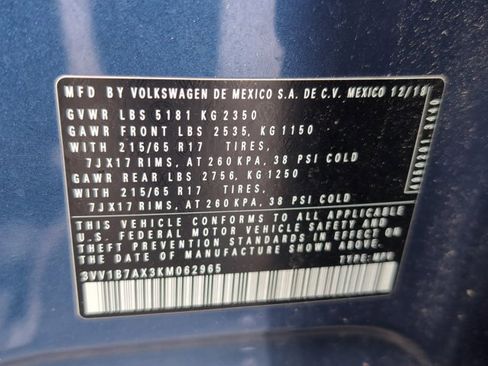 MFD BY VOLKSWAGEN DE MEXICO S.A. DE C.V. MEXICO 12/18
GVWR LBS 5181 KG 2350
GAWR FRONT LBS 2535, KG 1150
WITH 215/65 R17 TIRES,
7JX17 RIMS, AT 260 KPA, 38 PSI COLD
GAWR REAR LBS 2756, KG 1250
WITH 215/65 R17 TIRES,
7JX17 RIMS, AT 260 KPA, 38 PSI COLD
THIS VEHICLE CONFORMS TO ALL APPLICABLE
U.S. FEDERAL MOTOR VEHICLE SAFETY AND
THEFT PREVENTION STANDARDS IN EFFECT ON
THE DATE OF MANUFACTURE SHOWN ABOVE.
3VV1B7AX3KM062965 TYPE: MPV